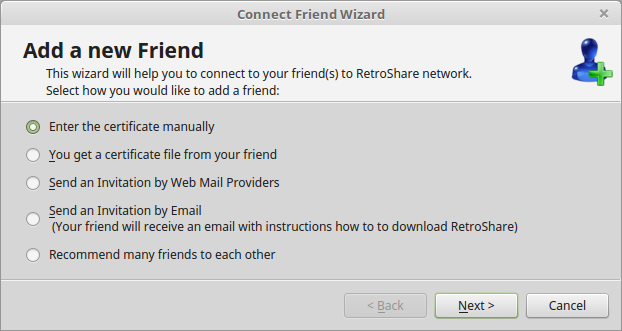 Connect Friend Wizard
Add a new Friend
This wizard will help you to connect to your friend(s) to RetroShare network.
Select how you would like to add a friend:
Enter the certificate manually
You get a certificate file from your friend
Send an Invitation by Web Mail Providers
Send an Invitation by Email
(Your friend will receive an email with instructions how to to download RetroShare)
Recommend many friends to each other
< Back Next > Cancel